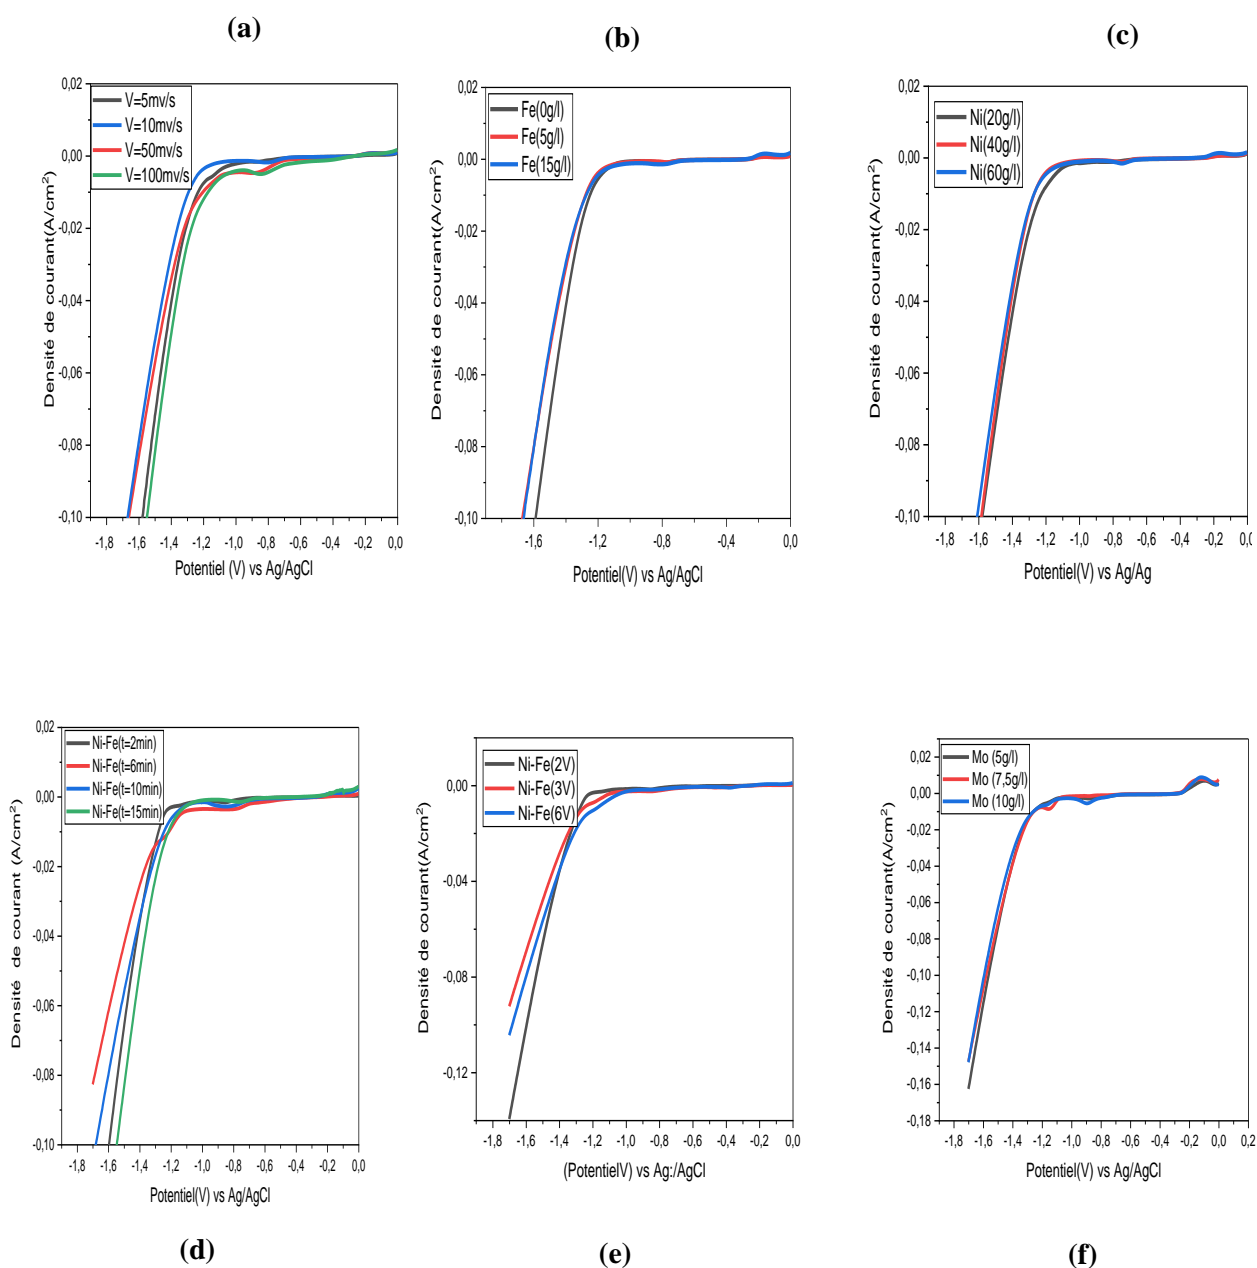 (a)
(b)
(c)
0,02
0,00
-0,02
-0,04
-0,06
-0,08
-0,10
Densité de courant(A/cm²)
V=5mv/s
V=10mv/s
V=50mv/s
V=100mv/s
-1,8 -1,6 -1,4 -1,2 -1,0 -0,8 -0,6 -0,4 -0,2 0,0
Potentiel (V) vs Ag/AgCl
0,02
0,00
-0,02
-0,04
-0,06
-0,08
-0,10
Densité de courant(A/cm²)
Fe(0g/l)
Fe(5g/l)
Fe(15g/l)
-1,6 -1,2 -0,8 -0,4 0,0
Potentiel(V) vs Ag/AgCl
0,02
0,00
-0,02
-0,04
-0,06
-0,08
-0,10
Densité de courant(A/cm²)
Ni(20g/l)
Ni(40g/l)
Ni(60g/l)
-1,8 -1,6 -1,4 -1,2 -1,0 -0,8 -0,6 -0,4 -0,2 0,0
Potentiel(V) vs Ag/Ag
0,02
0,00
-0,02
-0,04
-0,06
-0,08
-0,10
Densité de courant (A/cm²)
Ni-Fe(t=2min)
Ni-Fe(t=6min)
Ni-Fe(t=10min)
Ni-Fe(t=15min)
-1,8 -1,6 -1,4 -1,2 -1,0 -0,8 -0,6 -0,4 -0,2 0,0
Potentiel(V) vs Ag/AgCl
0,00
-0,04
-0,08
-0,12
Densité de courant(A/cm²)
Ni-Fe(2V)
Ni-Fe(3V)
Ni-Fe(6V)
-1,8 -1,6 -1,4 -1,2 -1,0 -0,8 -0,6 -0,4 -0,2 0,0
(PotentielV) vs Ag:/AgCl
0,02
0,00
-0,02
-0,04
-0,06
-0,08
-0,10
-0,12
-0,14
-0,16
-0,18
Densité de courant(A/cm²)
Mo (5g/l)
Mo (7,5g/l)
Mo (10g/l)
-1,8 -1,6 -1,4 -1,2 -1,0 -0,8 -0,6 -0,4 -0,2 0,0 0,2
Potentiel(V) vs Ag/AgCl
(d)
(e)
(f)